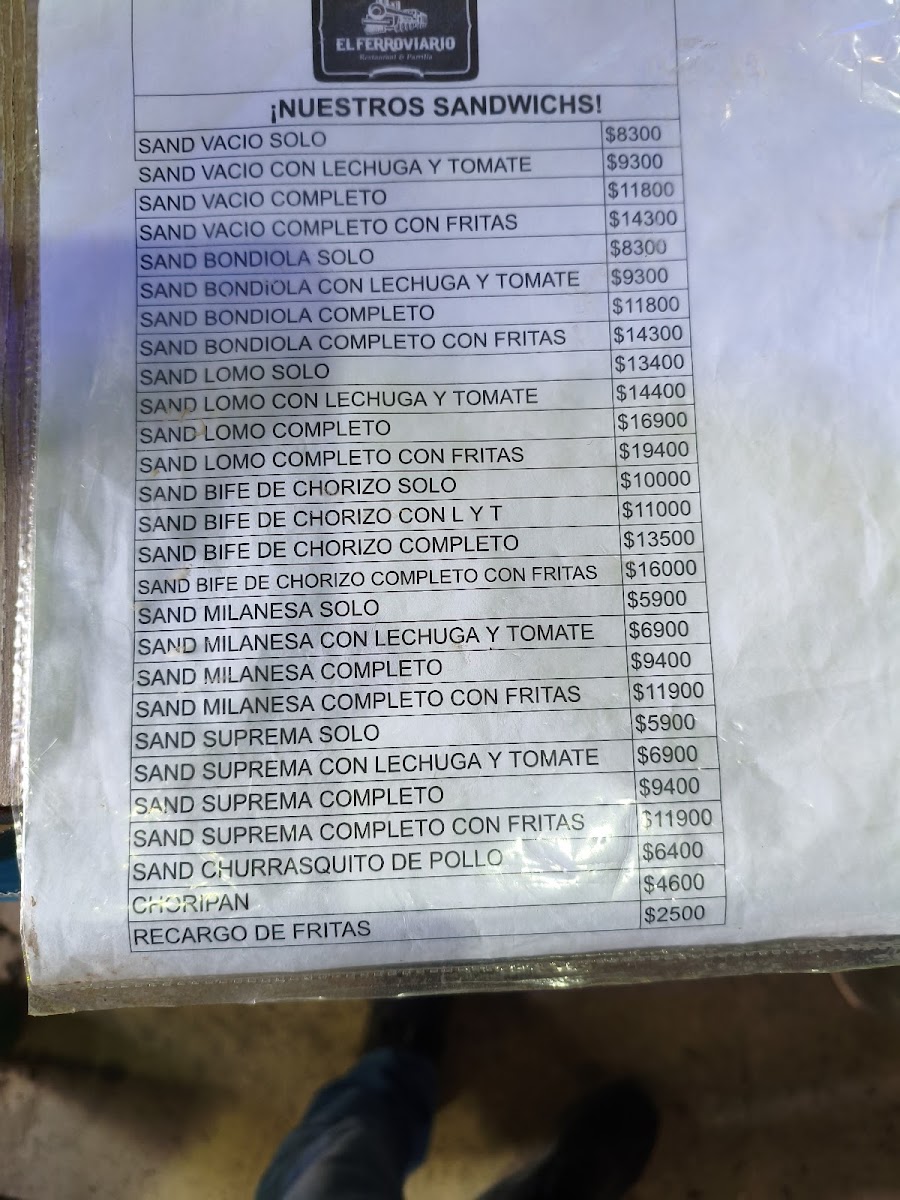 EL FERROVIARIO
Restaurant & Parrilla
¡NUESTROS SANDWICHS!
SAND VACIO SOLO $8300
SAND VACIO CON LECHUGA Y TOMATE $9300
SAND VACIO COMPLETO $11800
SAND VACIO COMPLETO CON FRITAS $14300
SAND BONDIOLA SOLO $8300
SAND BONDIOLA CON LECHUGA Y TOMATE $9300
SAND BONDIOLA COMPLETO $11800
SAND BONDIOLA COMPLETO CON FRITAS $14300
SAND LOMO SOLO $13400
SAND LOMO CON LECHUGA Y TOMATE $14400
SAND LOMO COMPLETO $16900
SAND LOMO COMPLETO CON FRITAS $19400
SAND BIFE DE CHORIZO SOLO $10000
SAND BIFE DE CHORIZO CON L Y T $11000
SAND BIFE DE CHORIZO COMPLETO $13500
SAND BIFE DE CHORIZO COMPLETO CON FRITAS $16000
SAND MILANESA SOLO $5900
SAND MILANESA CON LECHUGA Y TOMATE $6900
SAND MILANESA COMPLETO $9400
SAND MILANESA COMPLETO CON FRITAS $11900
SAND SUPREMA SOLO $5900
SAND SUPREMA CON LECHUGA Y TOMATE $6900
SAND SUPREMA COMPLETO $9400
SAND SUPREMA COMPLETO CON FRITAS $11900
SAND CHURRASQUITO DE POLLO $6400
CHORIPAN $4600
RECARGO DE FRITAS $2500